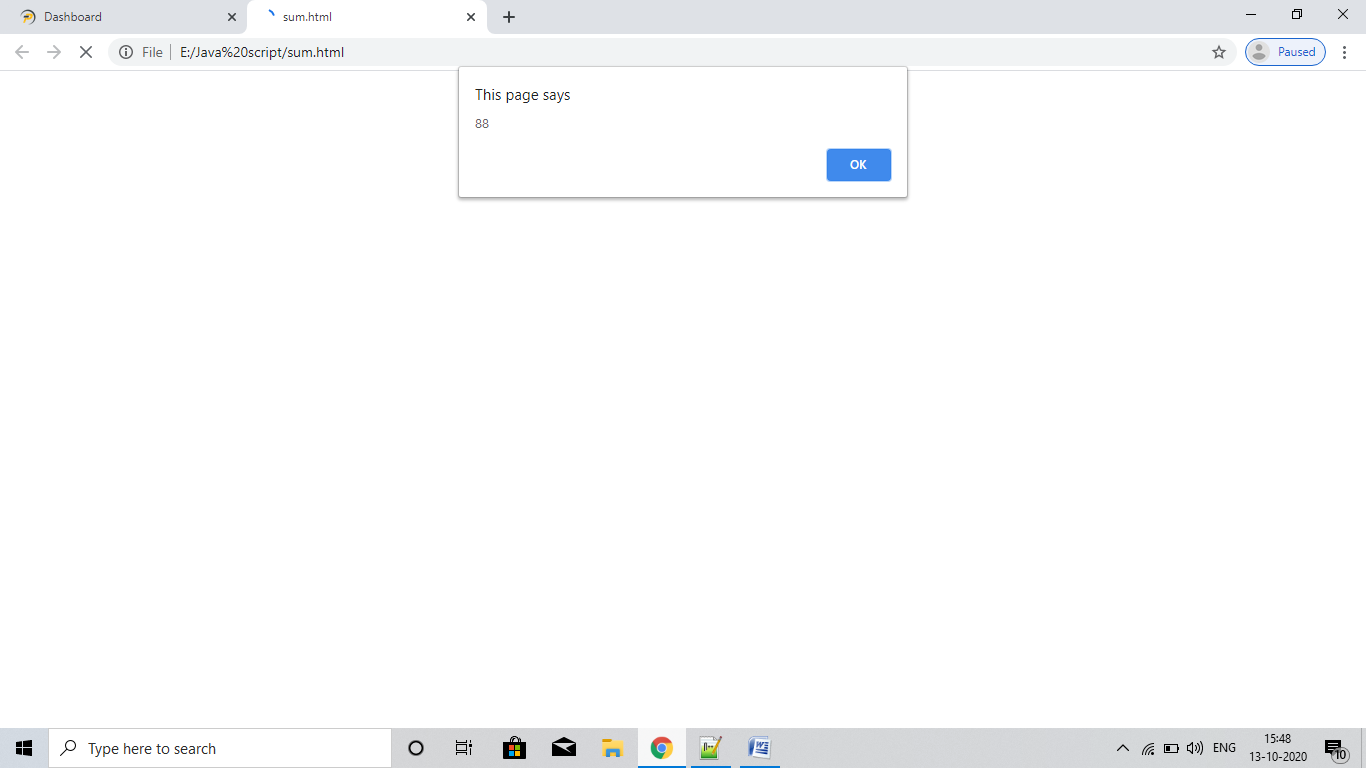 Dashboard
sum.html
File
E:/Java%20script/sum.html
Paused
This page says
88
OK
Type here to search
ENG
15:48
13-10-2020
10